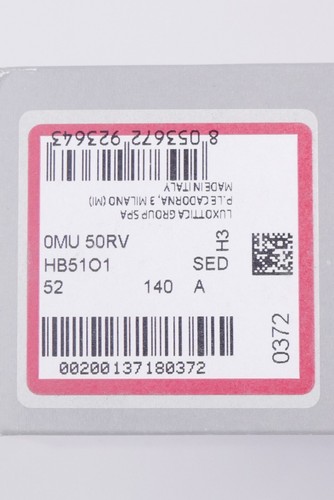 8 053672 923643
LUXOTTICA GROUP SPA
P.LE CADORNA, 3 MILANO (MI)
MADE IN ITALY
0MU 50RV H3
HB51O1 SED
52 140 A
0372
00200137180372